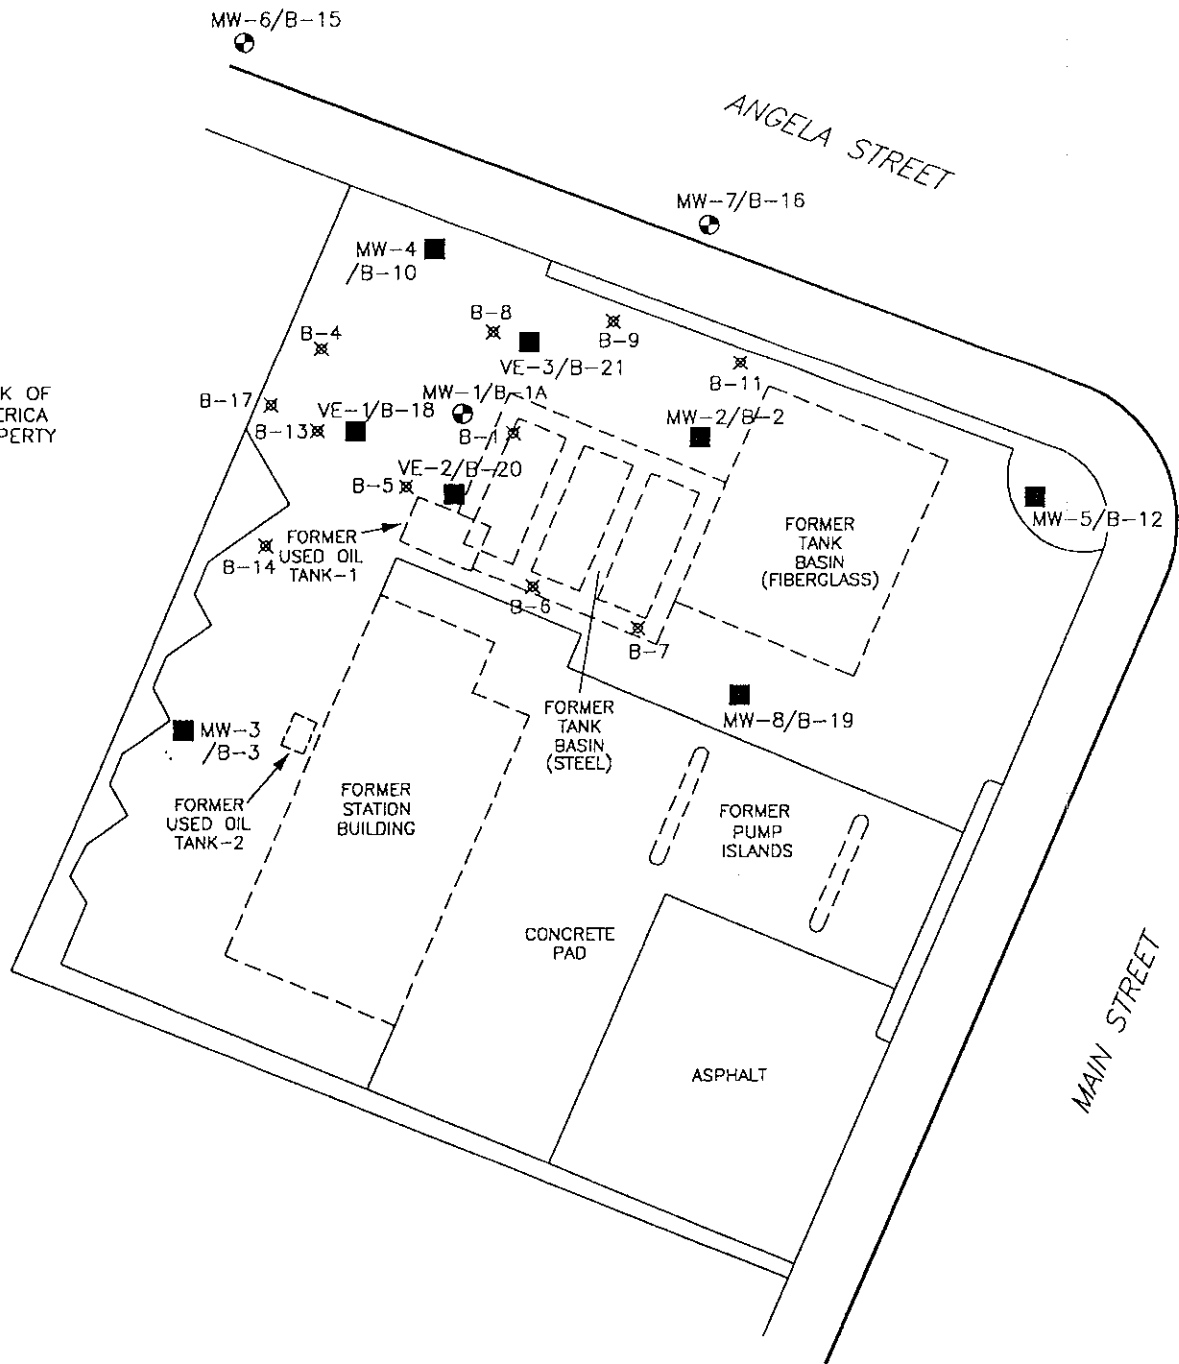 MW-6/B-15
ANGELA STREET
MW-7/B-16
MW-4
/B-10
B-8
B-9
B-4
VE-3/B-21
B-11
K OF
ERICA
PERTY
B-17
VE-1/B-18
MW-1/B-1A
MW-2/B-2
B-13
B-1
VE-2/B-20
B-5
MW-5/B-12
FORMER
USED OIL
TANK-1
FORMER
TANK
BASIN
(FIBERGLASS)
B-14
B-6
B-7
MW-3
/B-3
FORMER
TANK
BASIN
(STEEL)
MW-8/B-19
FORMER
USED OIL
TANK-2
FORMER
STATION
BUILDING
FORMER
PUMP
ISLANDS
CONCRETE
PAD
MAIN STREET
ASPHALT